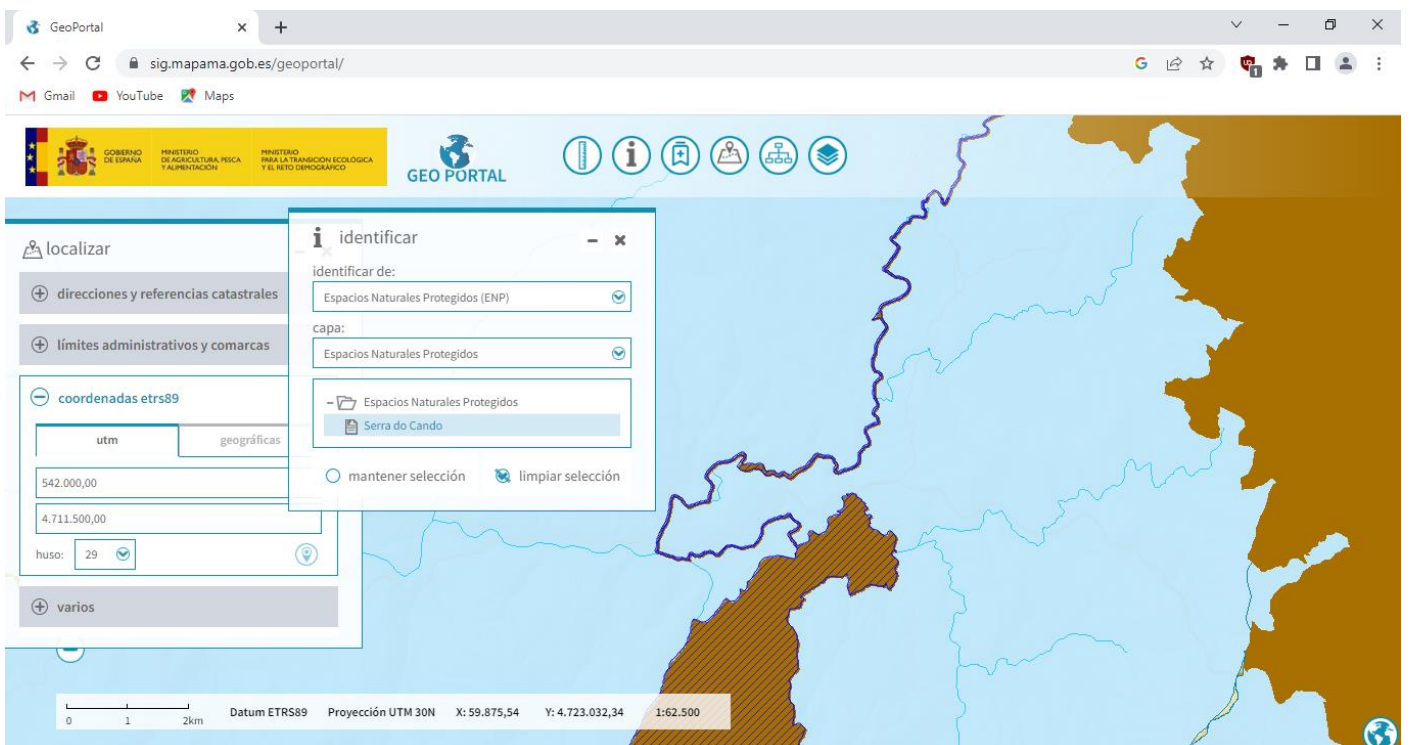 GeoPortal
sig.mapama.gob.es/geoportal/
1
Gmail YouTube Maps
GOBIERNO DE ESPAÑA
MINISTERIO DE AGRICULTURA, PESCA Y ALIMENTACIÓN
MINISTERIO PARA LA TRANSICIÓN ECOLÓGICA Y EL RETO DEMOGRÁFICO
GEO PORTAL
localizar
direcciones y referencias catastrales
límites administrativos y comarcas
coordenadas etrs89
utm geográficas
542.000,00
4.711.500,00
huso: 29
varios
identificar
identificar de:
Espacios Naturales Protegidos (ENP)
capa:
Espacios Naturales Protegidos
Espacios Naturales Protegidos
Serra do Cando
mantener selección limpiar selección
0 1 2km Datum ETRS89 Proyección UTM 30N X: 59.875,54 Y: 4.723.032,34 1:62.500